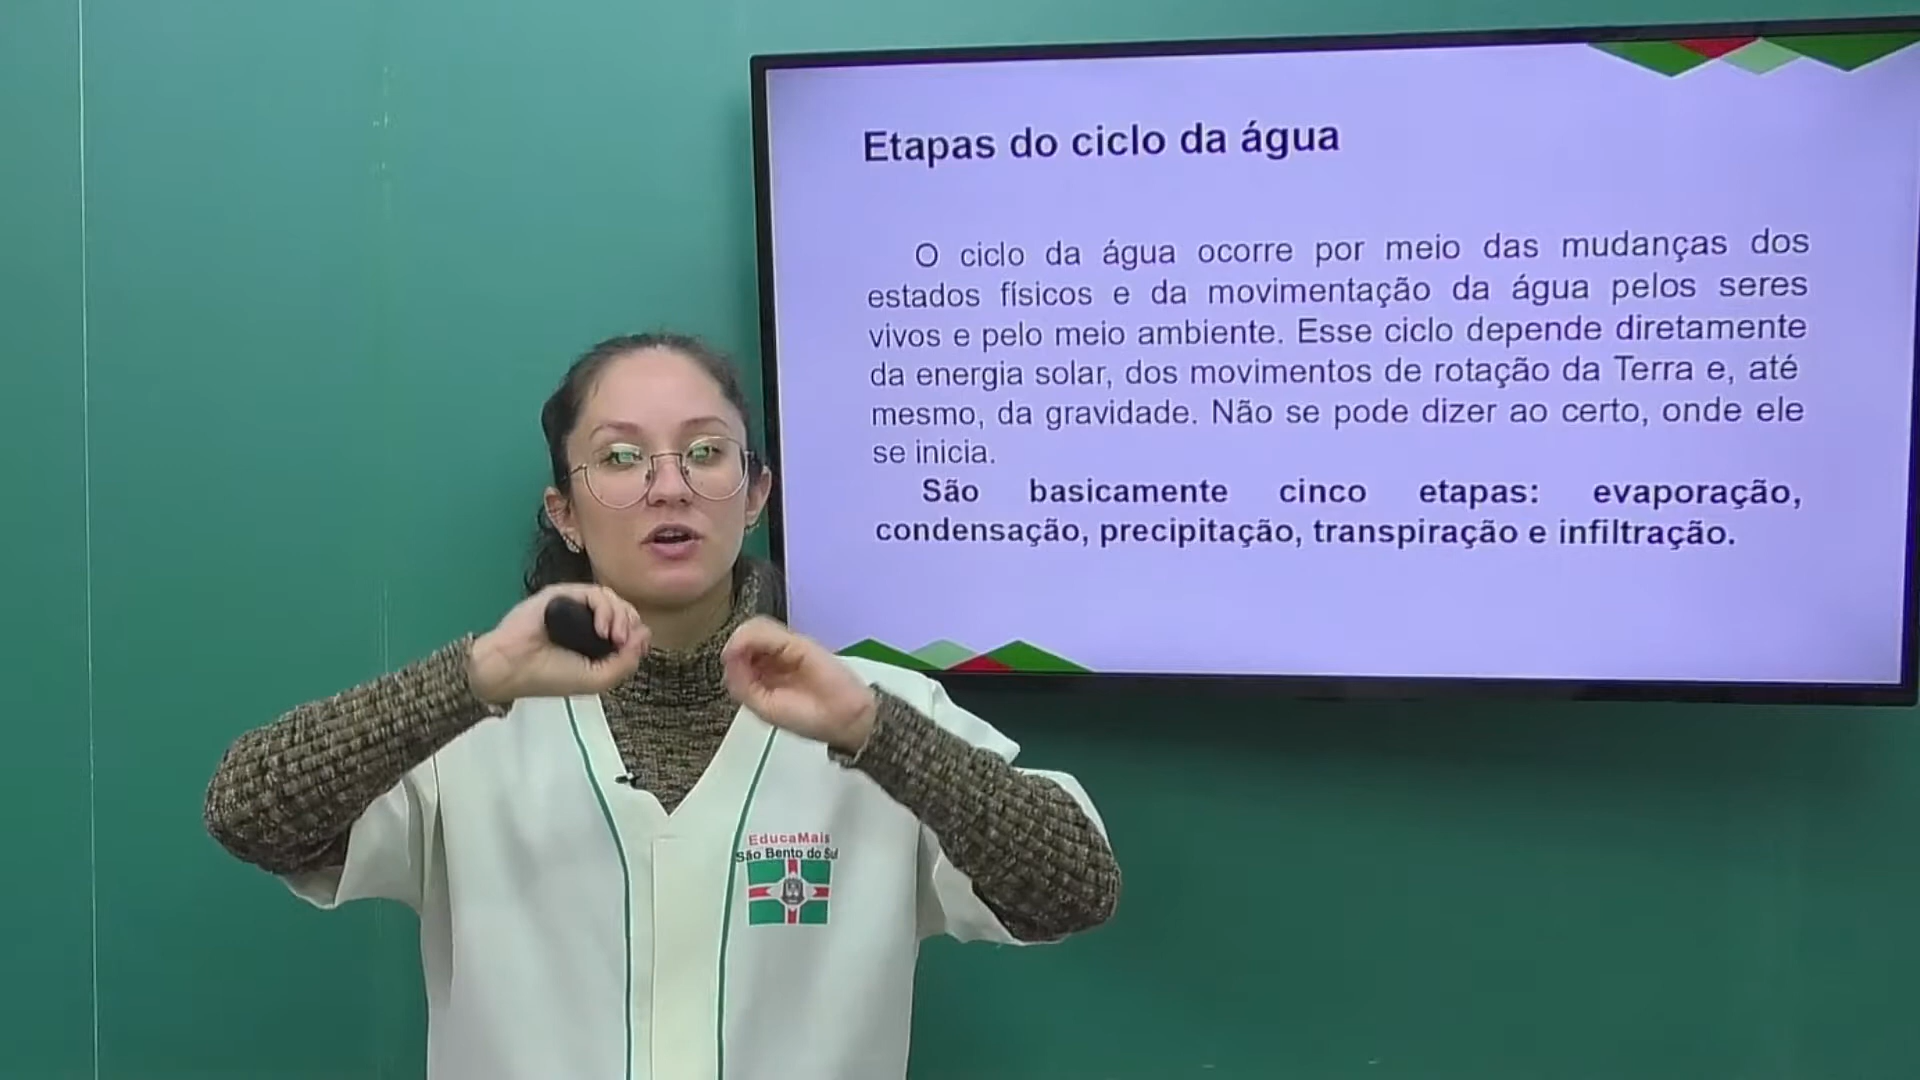 Etapas do ciclo da água
O ciclo da água ocorre por meio das mudanças dos
estados físicos e da movimentação da água pelos seres
vivos e pelo meio ambiente. Esse ciclo depende diretamente
da energia solar, dos movimentos de rotação da Terra e, até
mesmo, da gravidade. Não se pode dizer ao certo, onde ele
se inicia.
São basicamente cinco etapas: evaporação,
condensação, precipitação, transpiração e infiltração.
EducaMais
São Bento do Sul